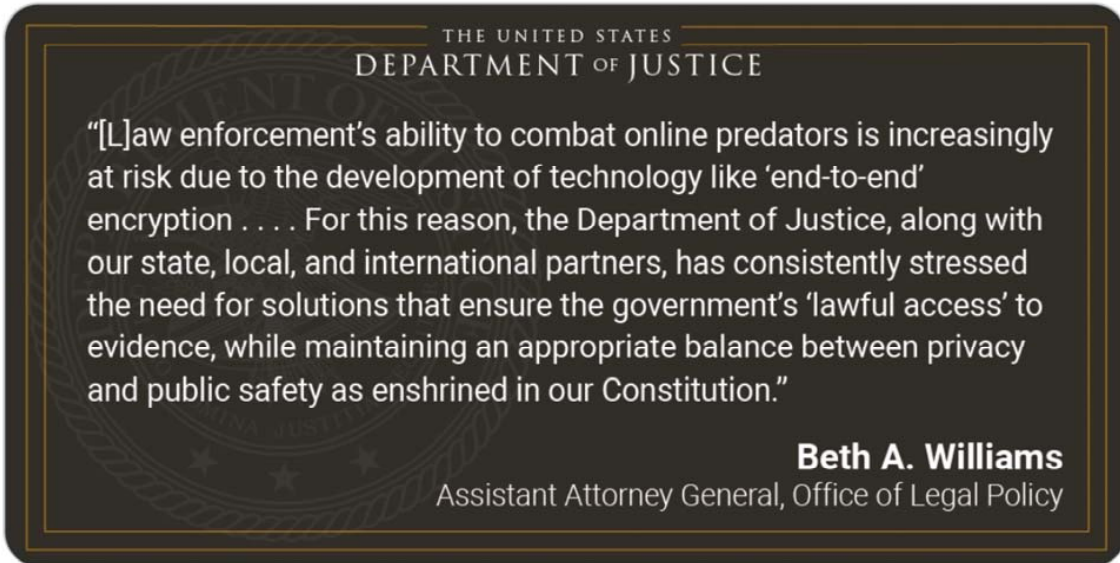 THE UNITED STATES
DEPARTMENT OF JUSTICE
“[L]aw enforcement’s ability to combat online predators is increasingly
at risk due to the development of technology like ‘end-to-end’
encryption . . . . For this reason, the Department of Justice, along with
our state, local, and international partners, has consistently stressed
the need for solutions that ensure the government’s ‘lawful access’ to
evidence, while maintaining an appropriate balance between privacy
and public safety as enshrined in our Constitution.”
Beth A. Williams
Assistant Attorney General, Office of Legal Policy